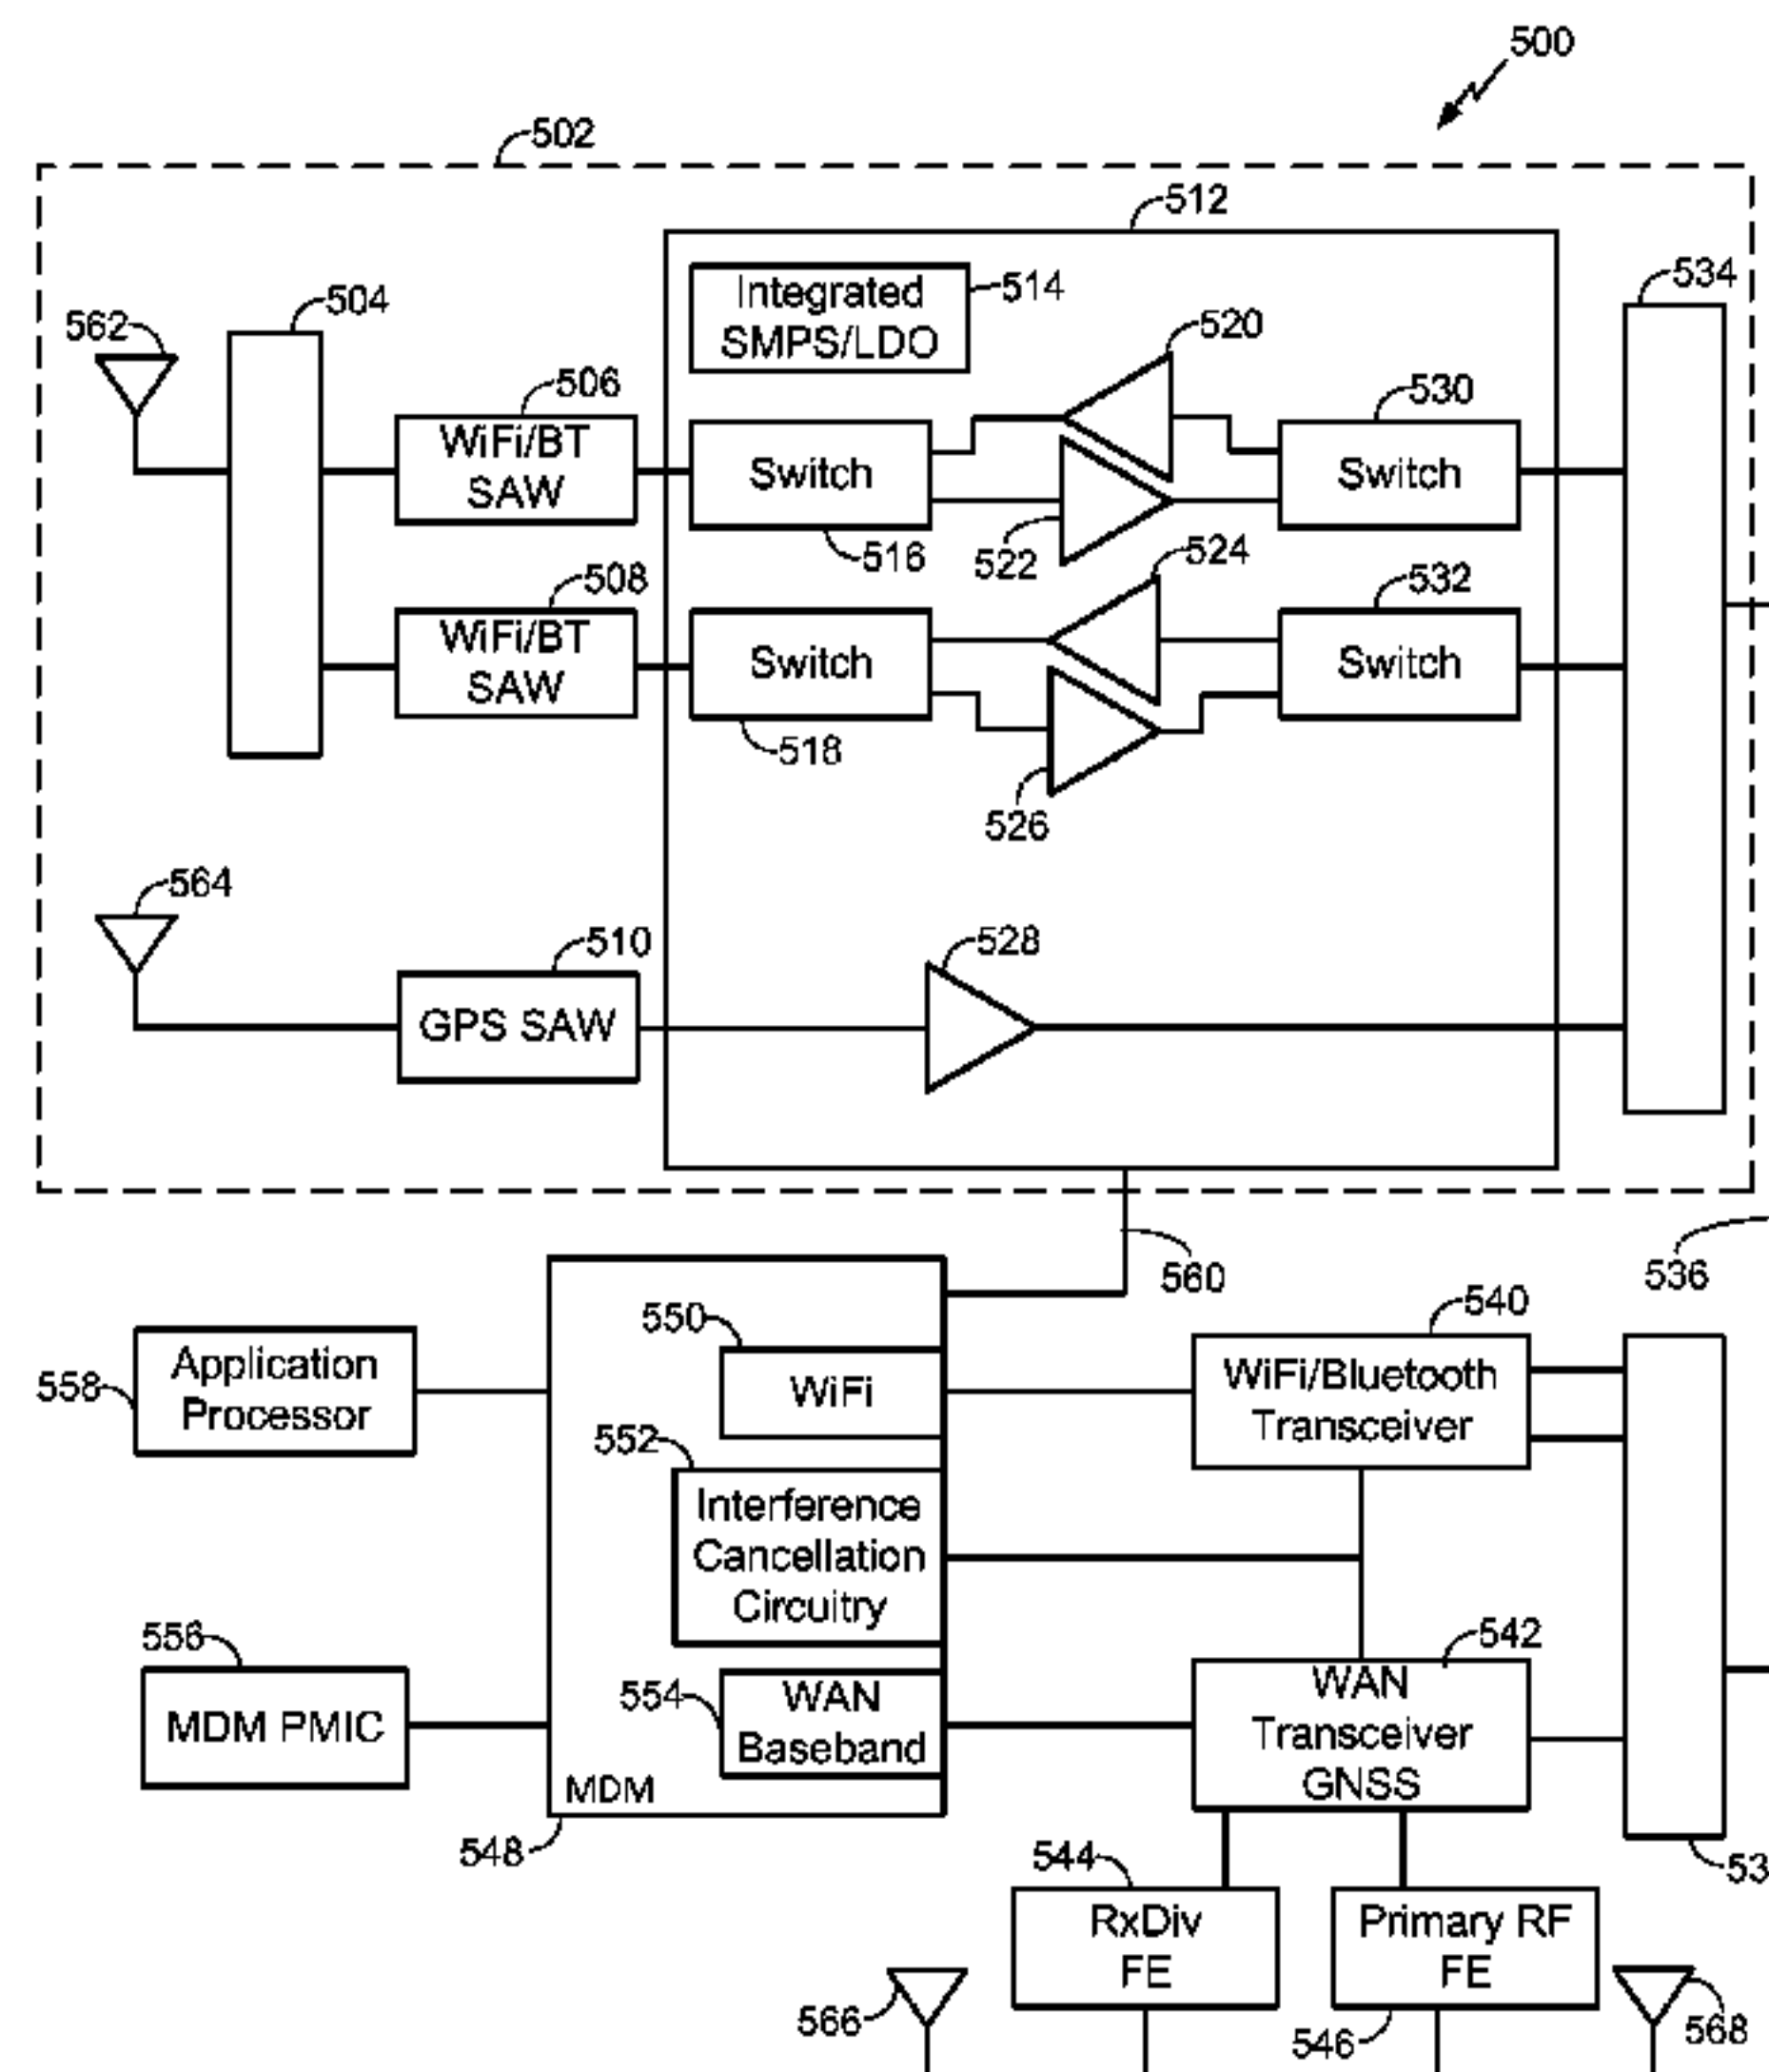 500
502
512
534
Integrated
SMPS/LDO
514
504
562
520
506
530
WiFi/BT
SAW
Switch
Switch
516
522
524
508
532
WiFi/BT
SAW
Switch
Switch
518
526
564
510
528
GPS SAW
560
536
540
550
Application
Processor
558
WiFi
WiFi/Bluetooth
Transceiver
552
Interference
Cancellation
Circuitry
556
542
MDM PMIC
554
WAN
Baseband
WAN
Transceiver
GNSS
MDM
548
544
53
RxDiv
FE
Primary RF
FE
566
546
568